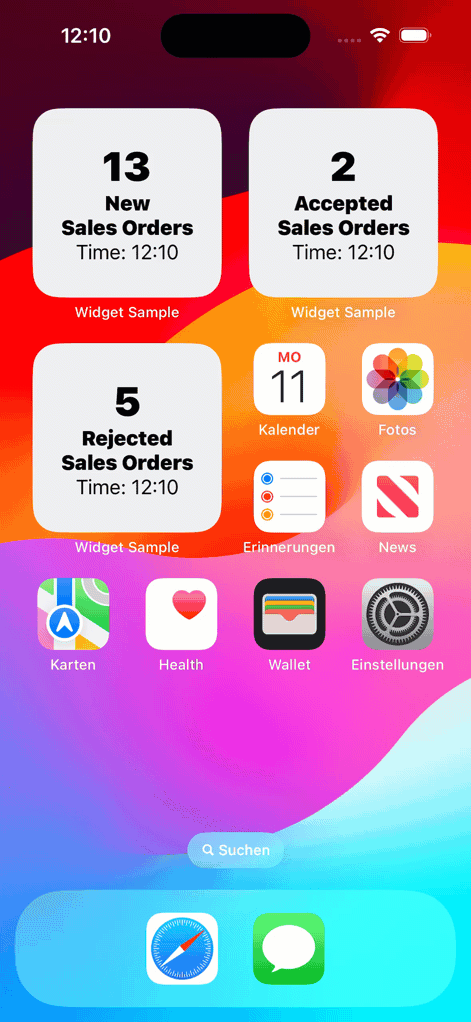 12:10
13
New
Sales Orders
Time: 12:10
Widget Sample
2
Accepted
Sales Orders
Time: 12:10
Widget Sample
5
Rejected
Sales Orders
Time: 12:10
Widget Sample
MO
11
Kalender
Fotos
Erinnerungen
News
Karten
Health
Wallet
Einstellungen
Suchen